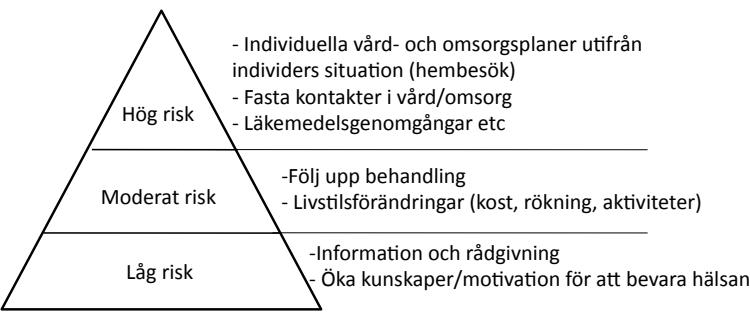 - Individuella vård- och omsorgsplaner utifrån
individers situation (hembesök)
- Fasta kontakter i vård/omsorg
- Läkemedelsgenomgångar etc
Hög risk
-Följ upp behandling
- Livstilsförändringar (kost, rökning, aktiviteter)
Moderat risk
-Information och rådgivning
- Öka kunskaper/motivation för att bevara hälsan
Låg risk